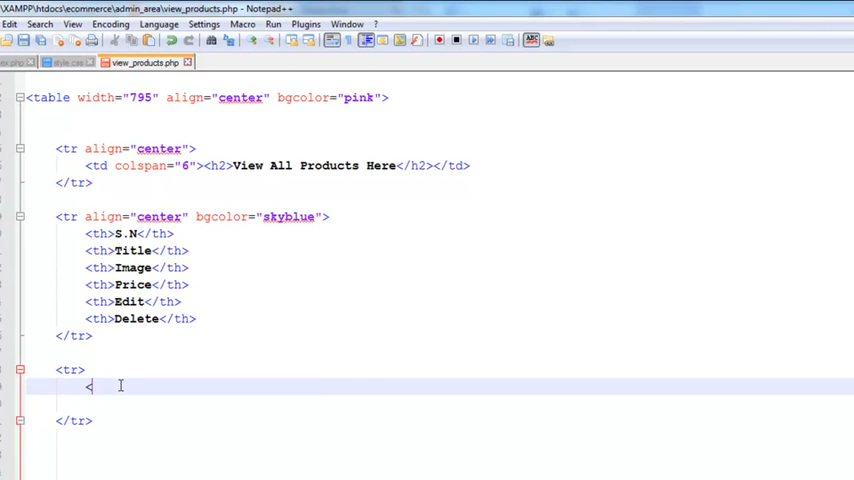 \XAMPP\htdocs\ecommerce\admin_area\view_products.php - Notepad++
Edit Search View Encoding Language Settings Macro Run Plugins Window ?
ex.php style.css view_products.php
<table width="795" align="center" bgcolor="pink">
<tr align="center">
<td colspan="6"><h2>View All Products Here</h2></td>
</tr>
<tr align="center" bgcolor="skyblue">
<th>S.N</th>
<th>Title</th>
<th>Image</th>
<th>Price</th>
<th>Edit</th>
<th>Delete</th>
</tr>
<tr>
<
</tr>